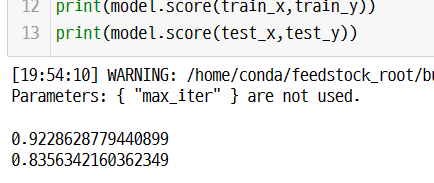 12 print(model.score(train_x,train_y))
13 print(model.score(test_x,test_y))
[19:54:10] WARNING: /home/conda/feedstock_root/bu
Parameters: { "max_iter" } are not used.
0.9228628779440899
0.8356342160362349